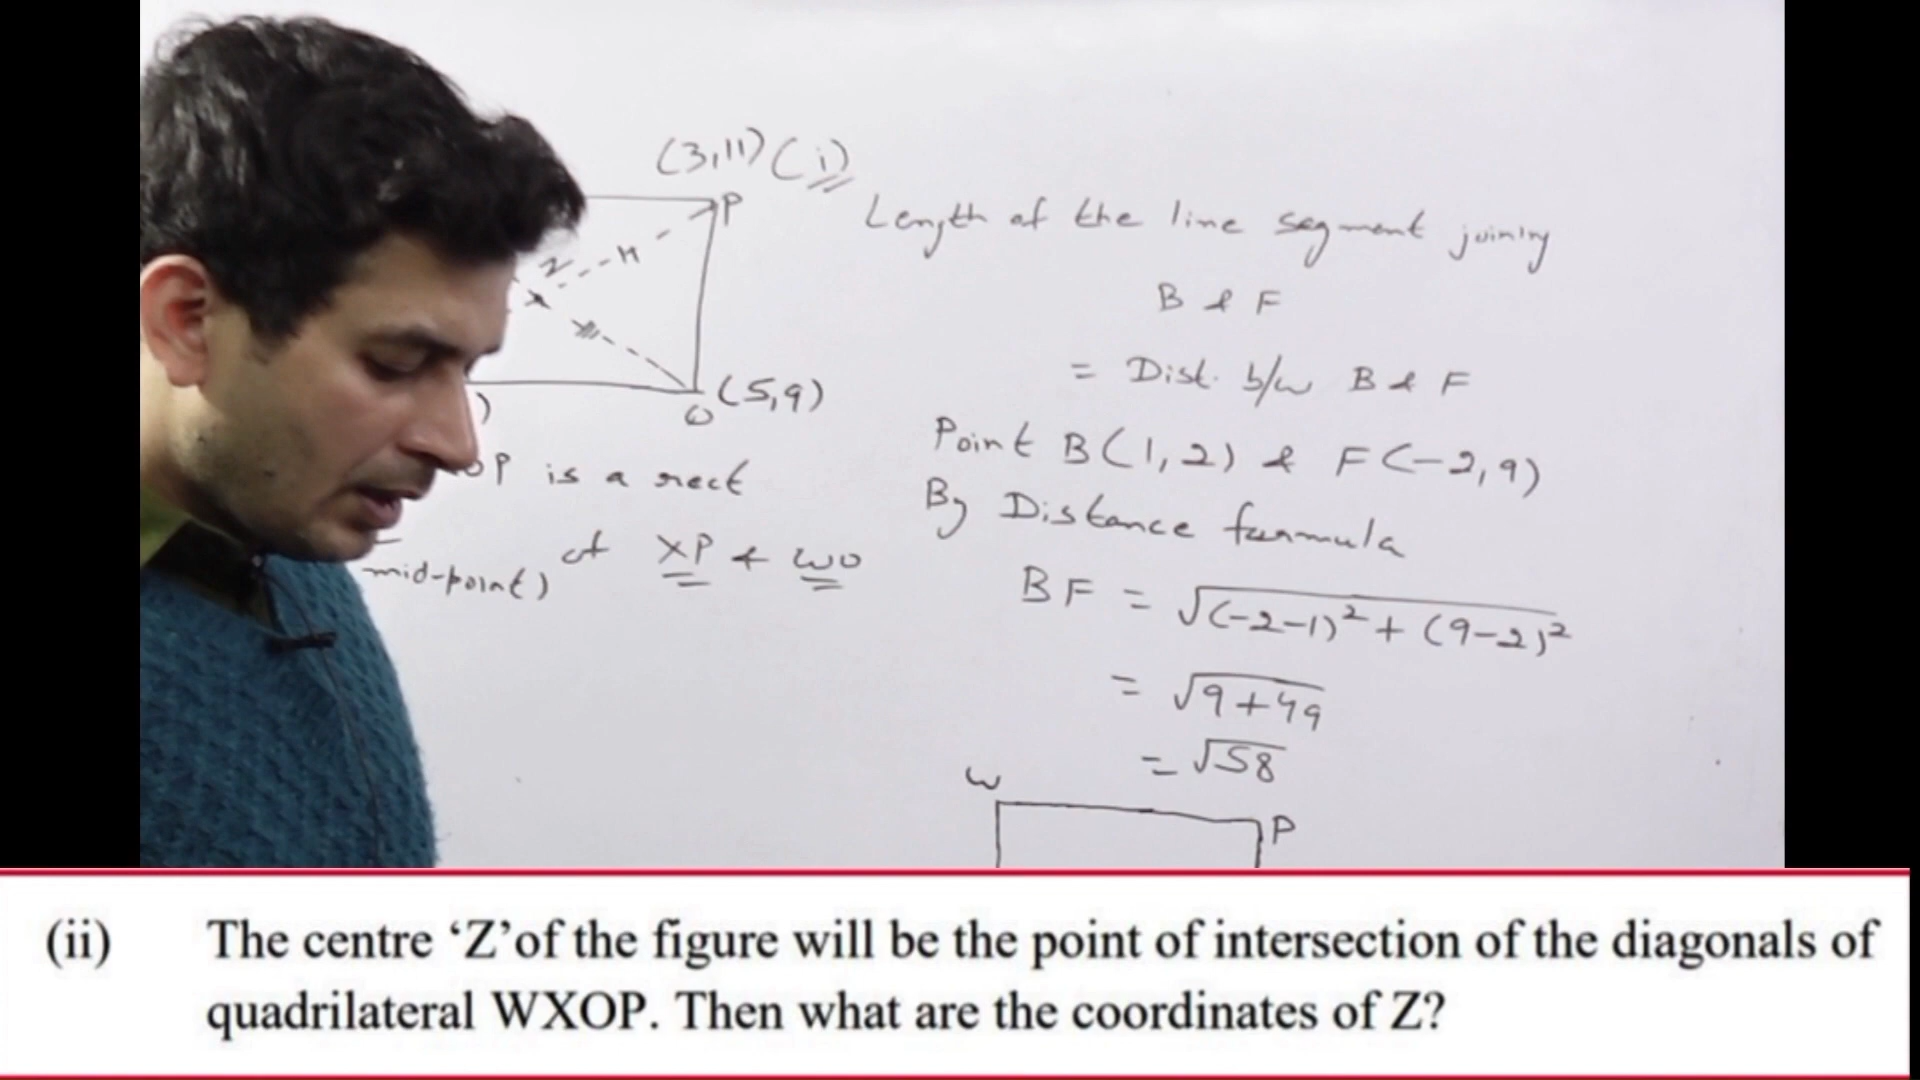 (3,11) (i)
P
Length of the line segment joining
Z
B & F
= Dist. b/w B & F
O (5,9)
)
Point B(1,2) & F(-2,9)
OP is a rect
By Distance formula
mid-point) of XP & WO
BF = √(-2-1)² + (9-2)²
= √9+49
= √58
W
P
(ii) The centre ‘Z’of the figure will be the point of intersection of the diagonals of
quadrilateral WXOP. Then what are the coordinates of Z?